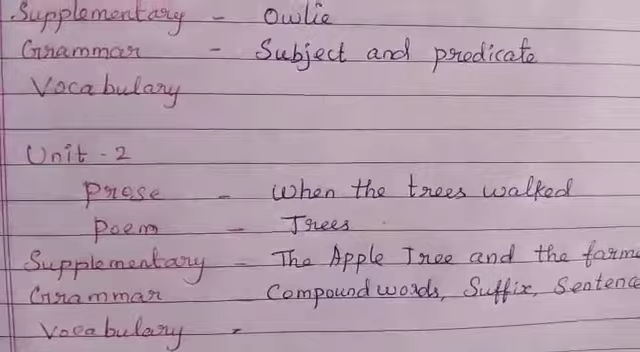 Supplementary - Owlie
Grammar - Subject and predicate
Vocabulary
Unit - 2
Prose - When the trees walked
Poem - Trees
Supplementary - The Apple Tree and the farme
Grammar Compound words, Suffix, Sentence
Vocabulary -